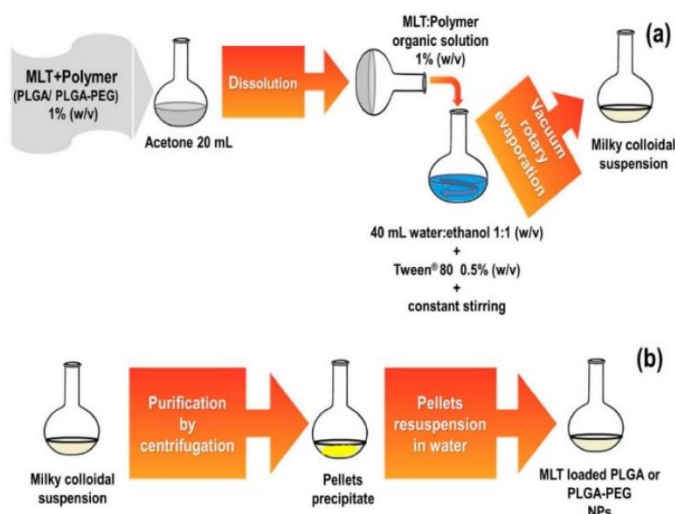 (a)
MLT+Polymer
(PLGA/ PLGA-PEG)
1% (w/v)
Acetone 20 mL
Dissolution
MLT:Polymer
organic solution
1% (w/v)
40 mL water:ethanol 1:1 (w/v)
+
Tween® 80 0.5% (w/v)
+
constant stirring
Vacuum
rotary
evaporation
Milky colloidal
suspension
(b)
Milky colloidal
suspension
Purification
by
centrifugation
Pellets
precipitate
Pellets
resuspension
in water
MLT loaded PLGA or
PLGA-PEG
NPs